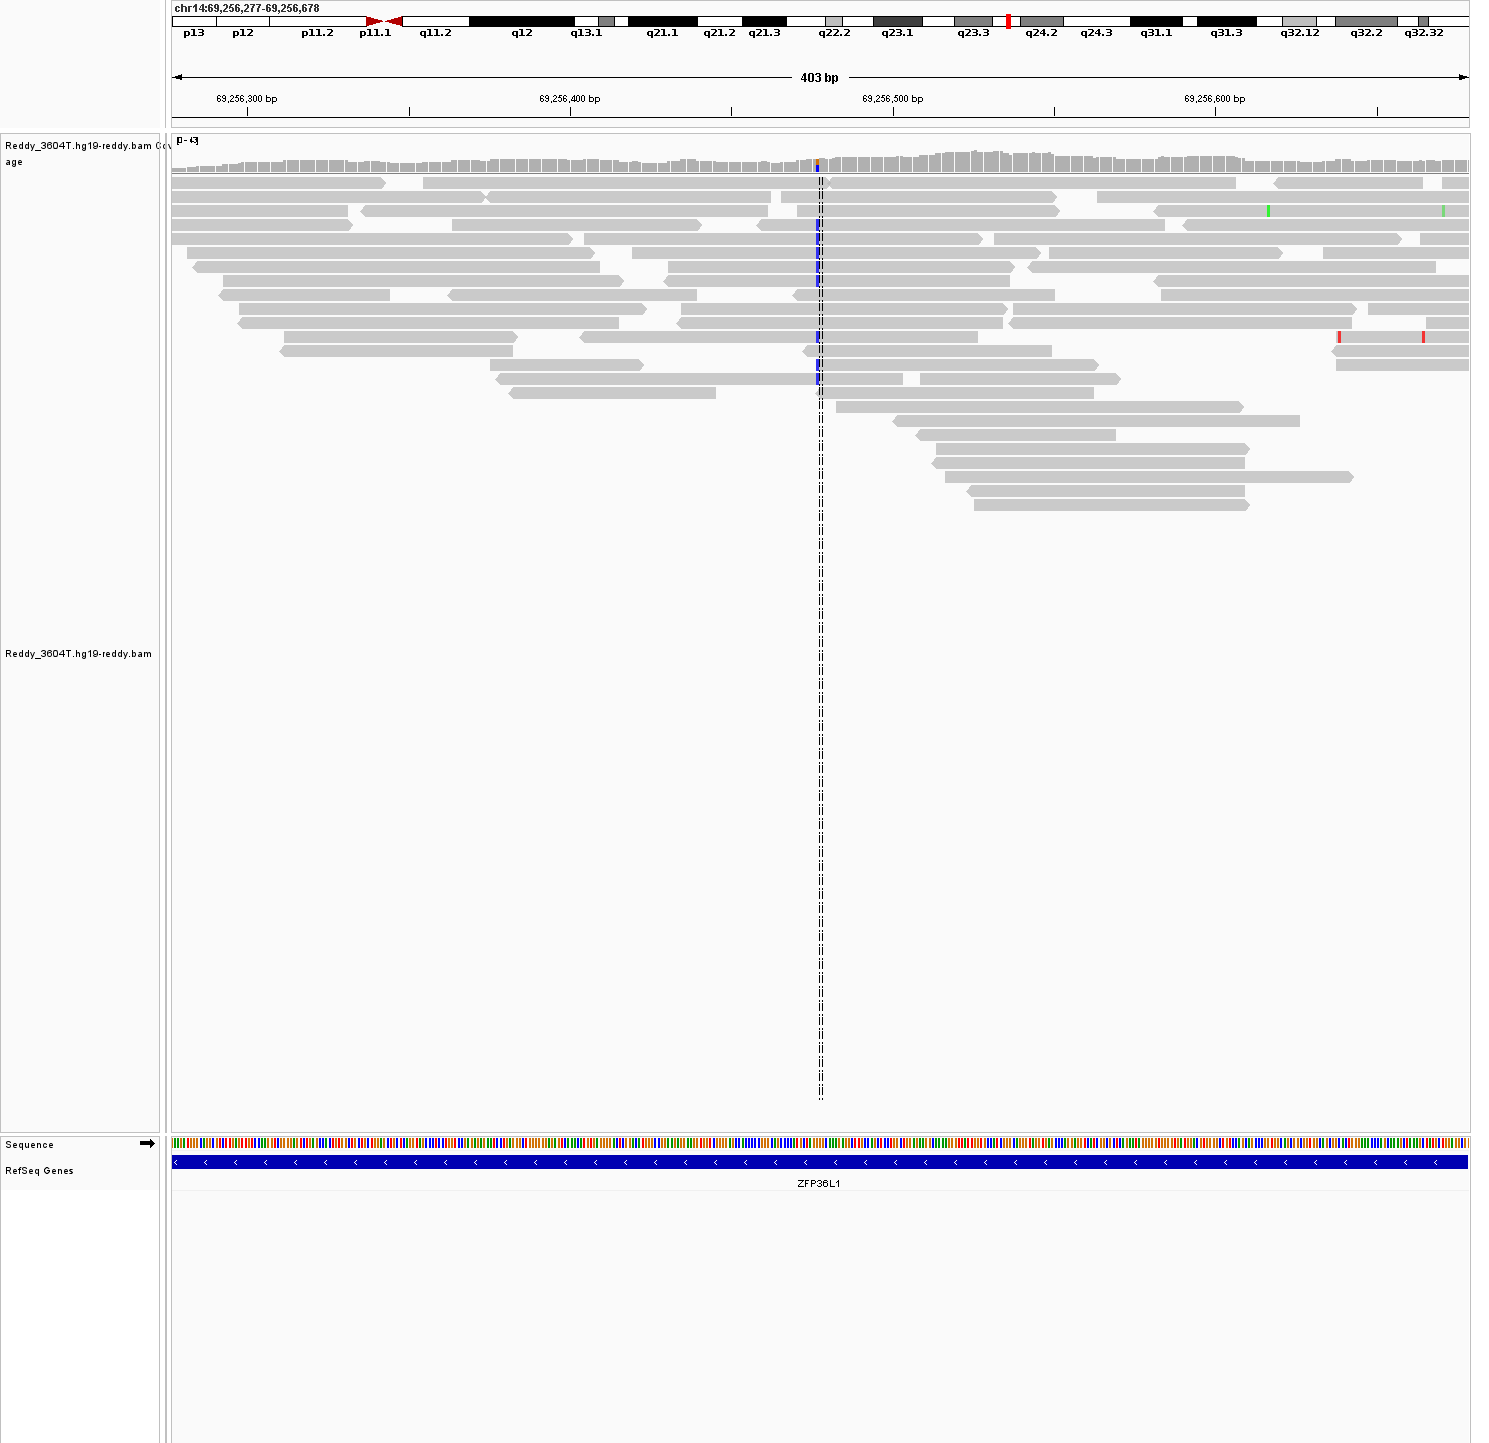 chr14:69,256,277-69,256,678
p13 p12 p11.2 p11.1 q11.2 q12 q13.1 q21.1 q21.2 q21.3 q22.2 q23.1 q23.3 q24.2 q24.3 q31.1 q31.3 q32.12 q32.2 q32.32
403 bp
69,256,300 bp 69,256,400 bp 69,256,500 bp 69,256,600 bp
[0 - 43]
Reddy_3604T.hg19-reddy.bam Cov
age
Reddy_3604T.hg19-reddy.bam
Sequence
RefSeq Genes
ZFP36L1